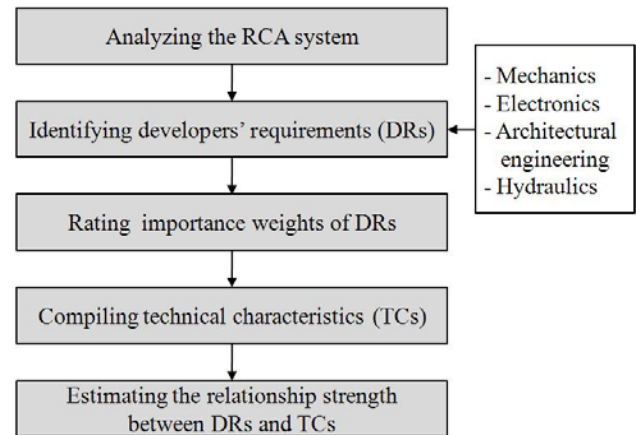 Analyzing the RCA system
- Mechanics
- Electronics
- Architectural
engineering
- Hydraulics
Identifying developers' requirements (DRs)
Rating importance weights of DRs
Compiling technical characteristics (TCs)
Estimating the relationship strength
between DRs and TCs